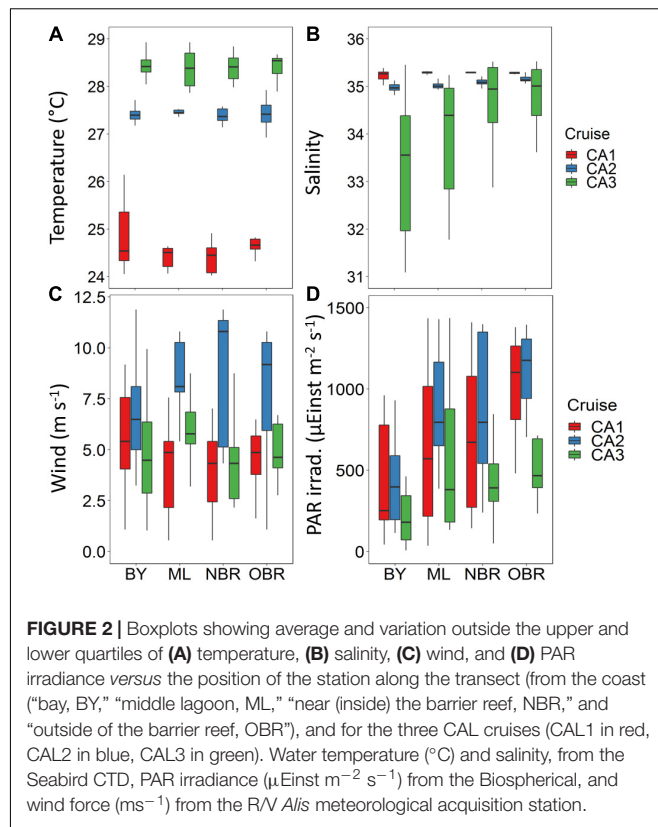 A
B
29
28
27
26
25
24
Temperature (°C)
36
35
34
33
32
31
Salinity
Cruise
CA1
CA2
CA3
C
D
12.5
10.0
7.5
5.0
2.5
0.0
Wind (m s⁻¹)
BY ML NBR OBR
1500
1000
500
0
PAR irrad. (µEinst m⁻² s⁻¹)
BY ML NBR OBR
Cruise
CA1
CA2
CA3
FIGURE 2 | Boxplots showing average and variation outside the upper and
lower quartiles of (A) temperature, (B) salinity, (C) wind, and (D) PAR
irradiance versus the position of the station along the transect (from the coast
(“bay, BY,” “middle lagoon, ML,” “near (inside) the barrier reef, NBR,” and
“outside of the barrier reef, OBR”), and for the three CAL cruises (CAL1 in red,
CAL2 in blue, CAL3 in green). Water temperature (°C) and salinity, from the
Seabird CTD, PAR irradiance (µEinst m⁻² s⁻¹) from the Biospherical, and
wind force (ms⁻¹) from the R/V Alis meteorological acquisition station.